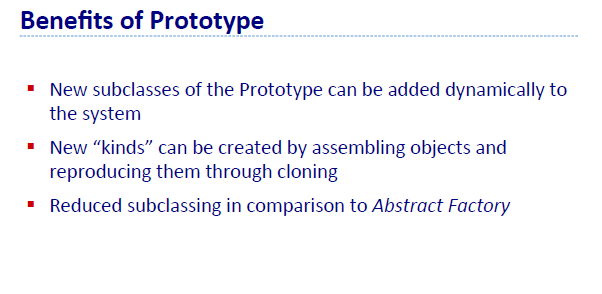 Benefits of Prototype
New subclasses of the Prototype can be added dynamically to
the system
New “kinds” can be created by assembling objects and
reproducing them through cloning
Reduced subclassing in comparison to Abstract Factory